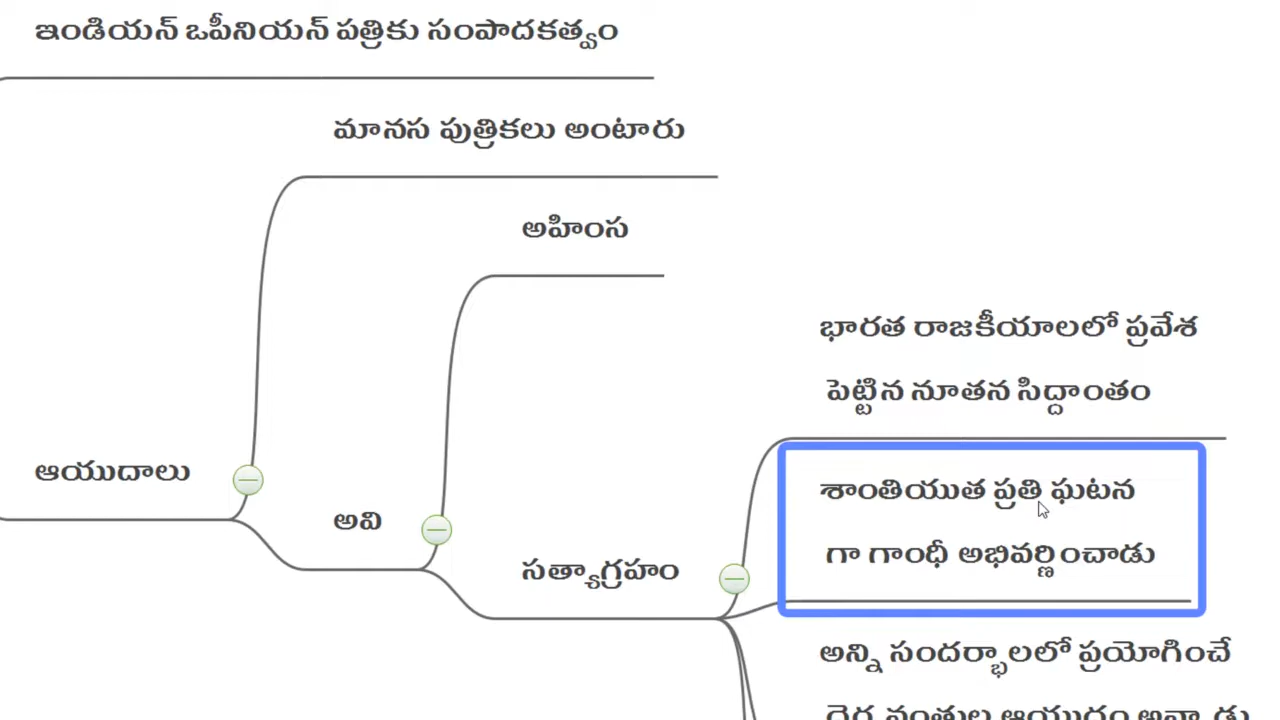 ఇండియన్ ఒపీనియన్ పత్రికు సంపాదకత్వం
మానస పుత్రికలు అంటారు
అహింస
భారత రాజకీయాలలో ప్రవేశ
పెట్టిన నూతన సిద్దాంతం
ఆయుదాలు
శాంతియుత ప్రతి ఘటన
అవి
గా గాంధీ అభివర్ణించాడు
సత్యాగ్రహం
అన్ని సందర్భాలలో ప్రయోగించే